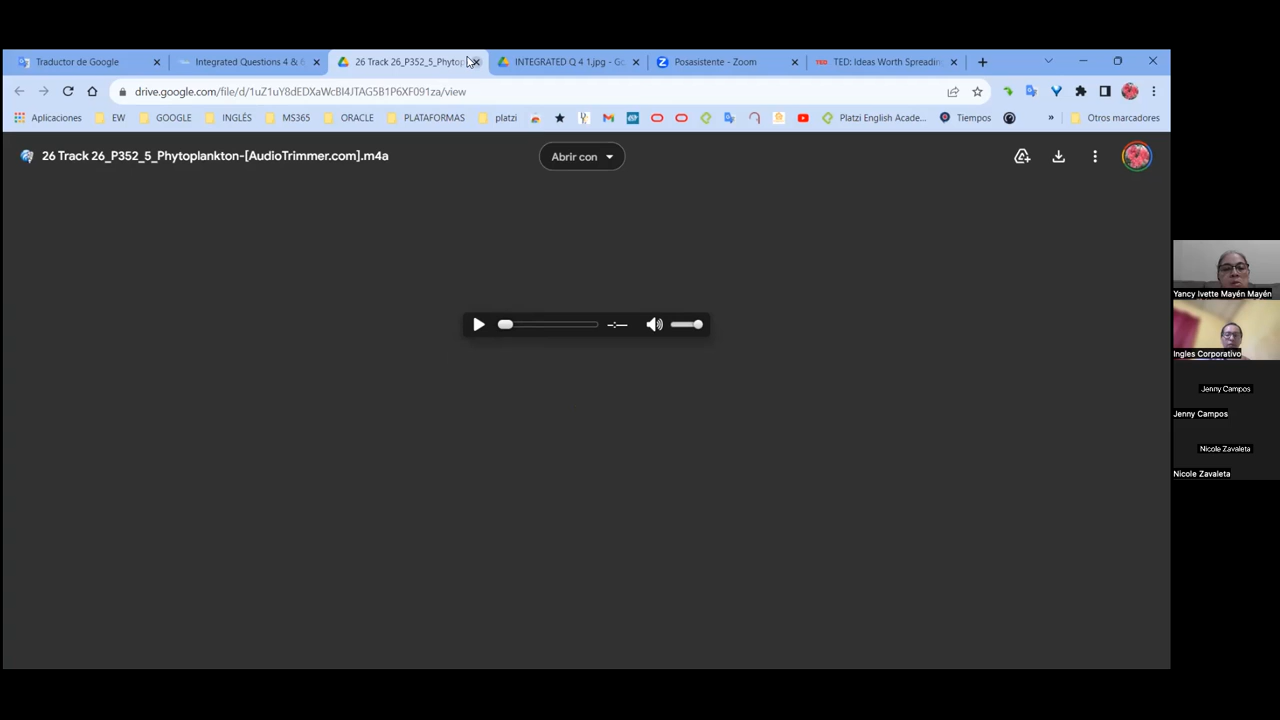 Traductor de Google
Integrated Questions 4 & 6
26 Track 26_P352_5_Phytop
INTEGRATED Q 4 1.jpg - Go
Posasistente - Zoom
TED: Ideas Worth Spreadin
drive.google.com/file/d/1uZ1uY8dEDXaWcBI4JTAG5B1P6XF091za/view
Aplicaciones
EW
GOOGLE
INGLÉS
MS365
ORACLE
PLATAFORMAS
platzi
Platzi English Acade...
Tiempos
»
Otros marcadores
26 Track 26_P352_5_Phytoplankton-[AudioTrimmer.com].m4a
Abrir con
-:--
Yancy Ivette Mayén Mayén
Ingles Corporativo
Jenny Campos
Jenny Campos
Nicole Zavaleta
Nicole Zavaleta